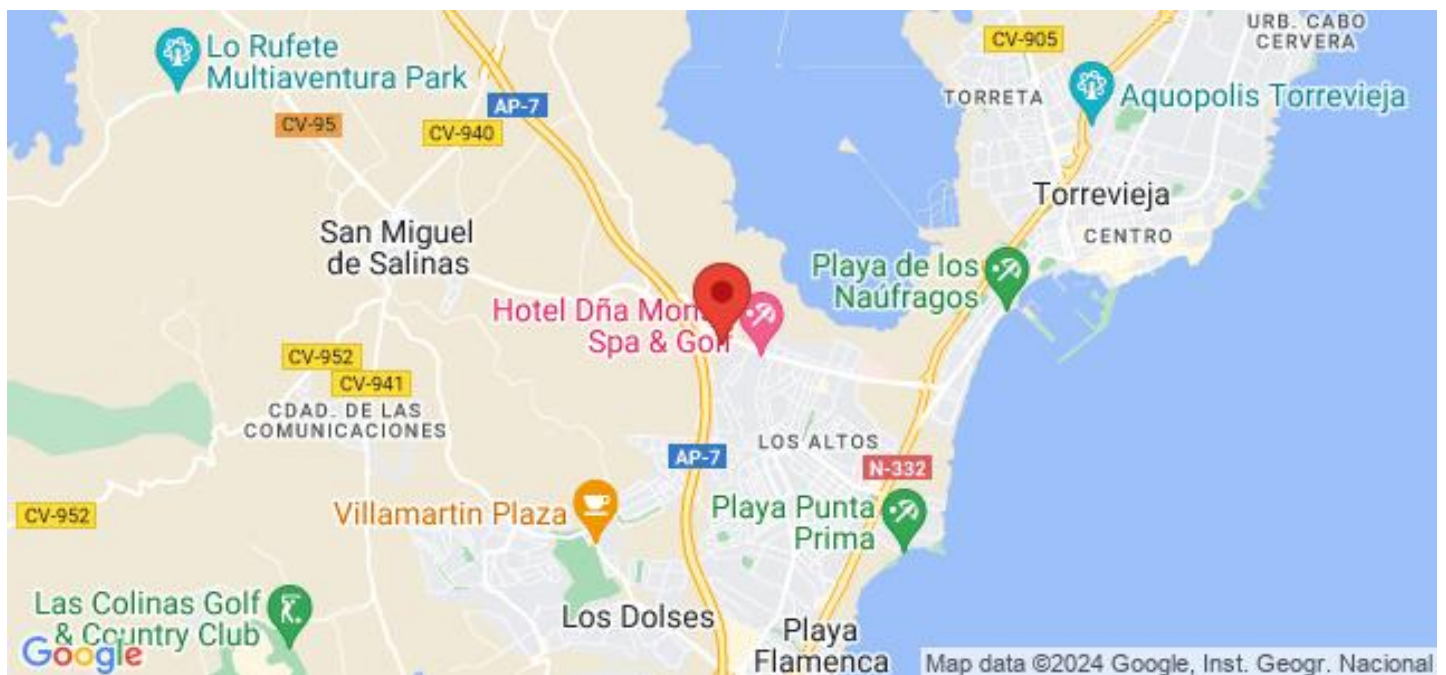 URB. CABO
CERVERA
CV-905
Lo Rufete
Multiaventura Park
TORRETA
Aquopolis Torrevieja
AP-7
CV-95
CV-940
Torrevieja
San Miguel
de Salinas
CENTRO
Playa de los
Naúfragos
Hotel Dña Mon
Spa & Golf
CV-952
CV-941
CDAD. DE LAS
COMUNICACIONES
LOS ALTOS
AP-7
N-332
CV-952
Villamartin Plaza
Playa Punta
Prima
Las Colinas Golf
& Country Club
Los Dolses
Playa
Flamenca
Google
Map data ©2024 Google, Inst. Geogr. Nacional